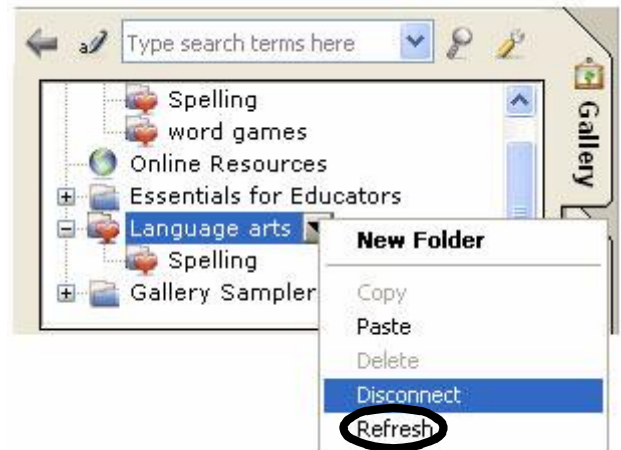 Type search terms here
Gallery
Spelling
word games
Online Resources
Essentials for Educators
Language arts
Spelling
Gallery Sampler
New Folder
Copy
Paste
Delete
Disconnect
Refresh